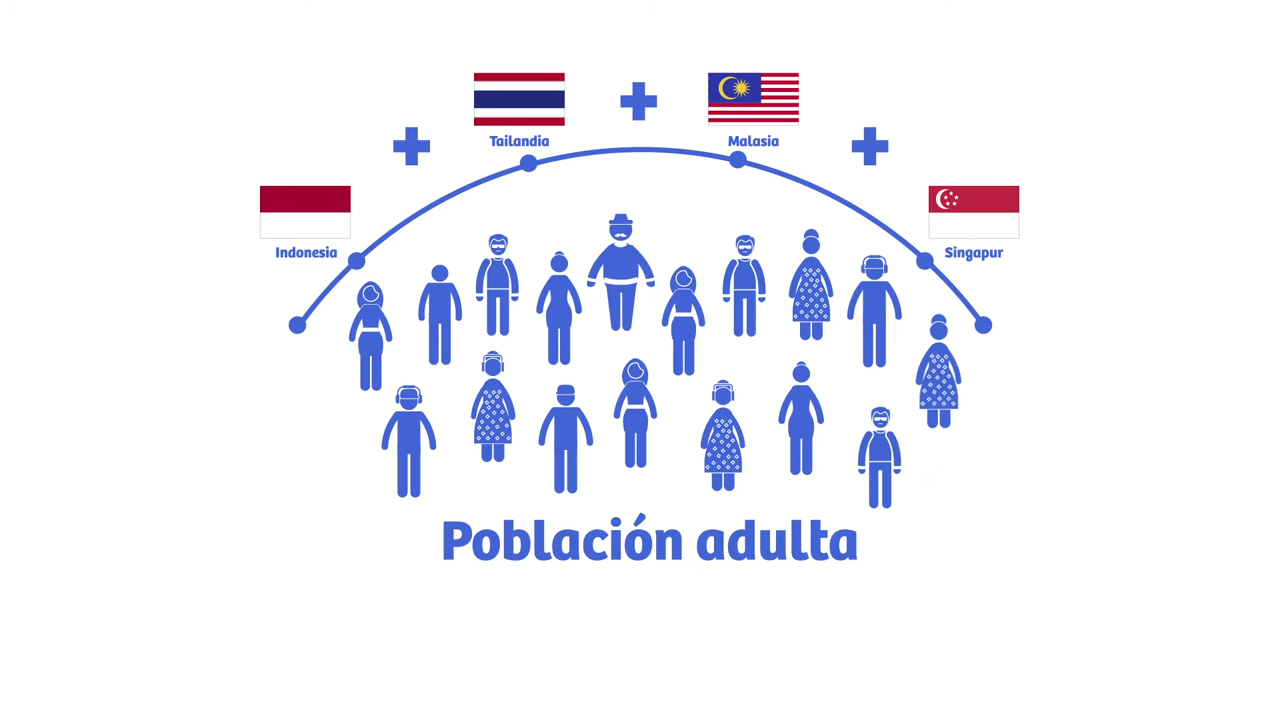 Tailandia
Malasia
Indonesia
Singapur
Población adulta